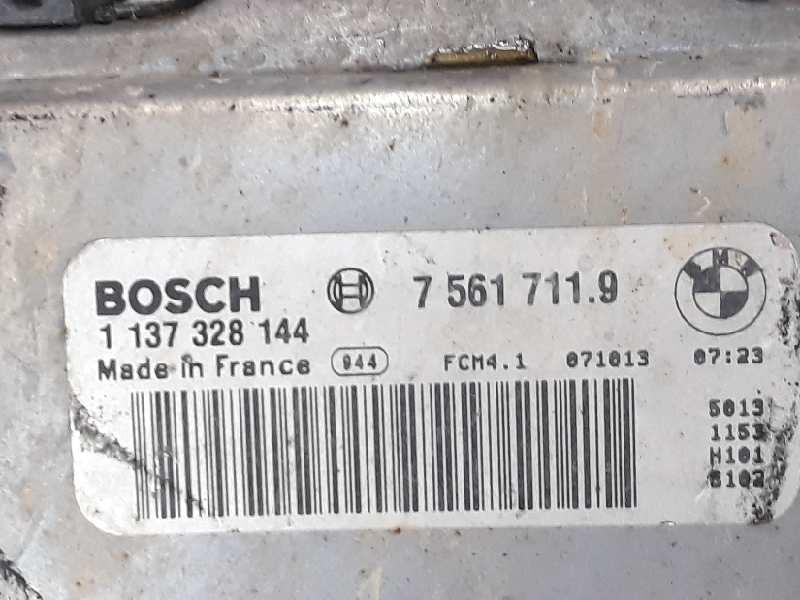 BOSCH 7 561 711.9 BMW
1 137 328 144
Made in France 944 FCM4.1 071013 07:23
5013
1153
H101